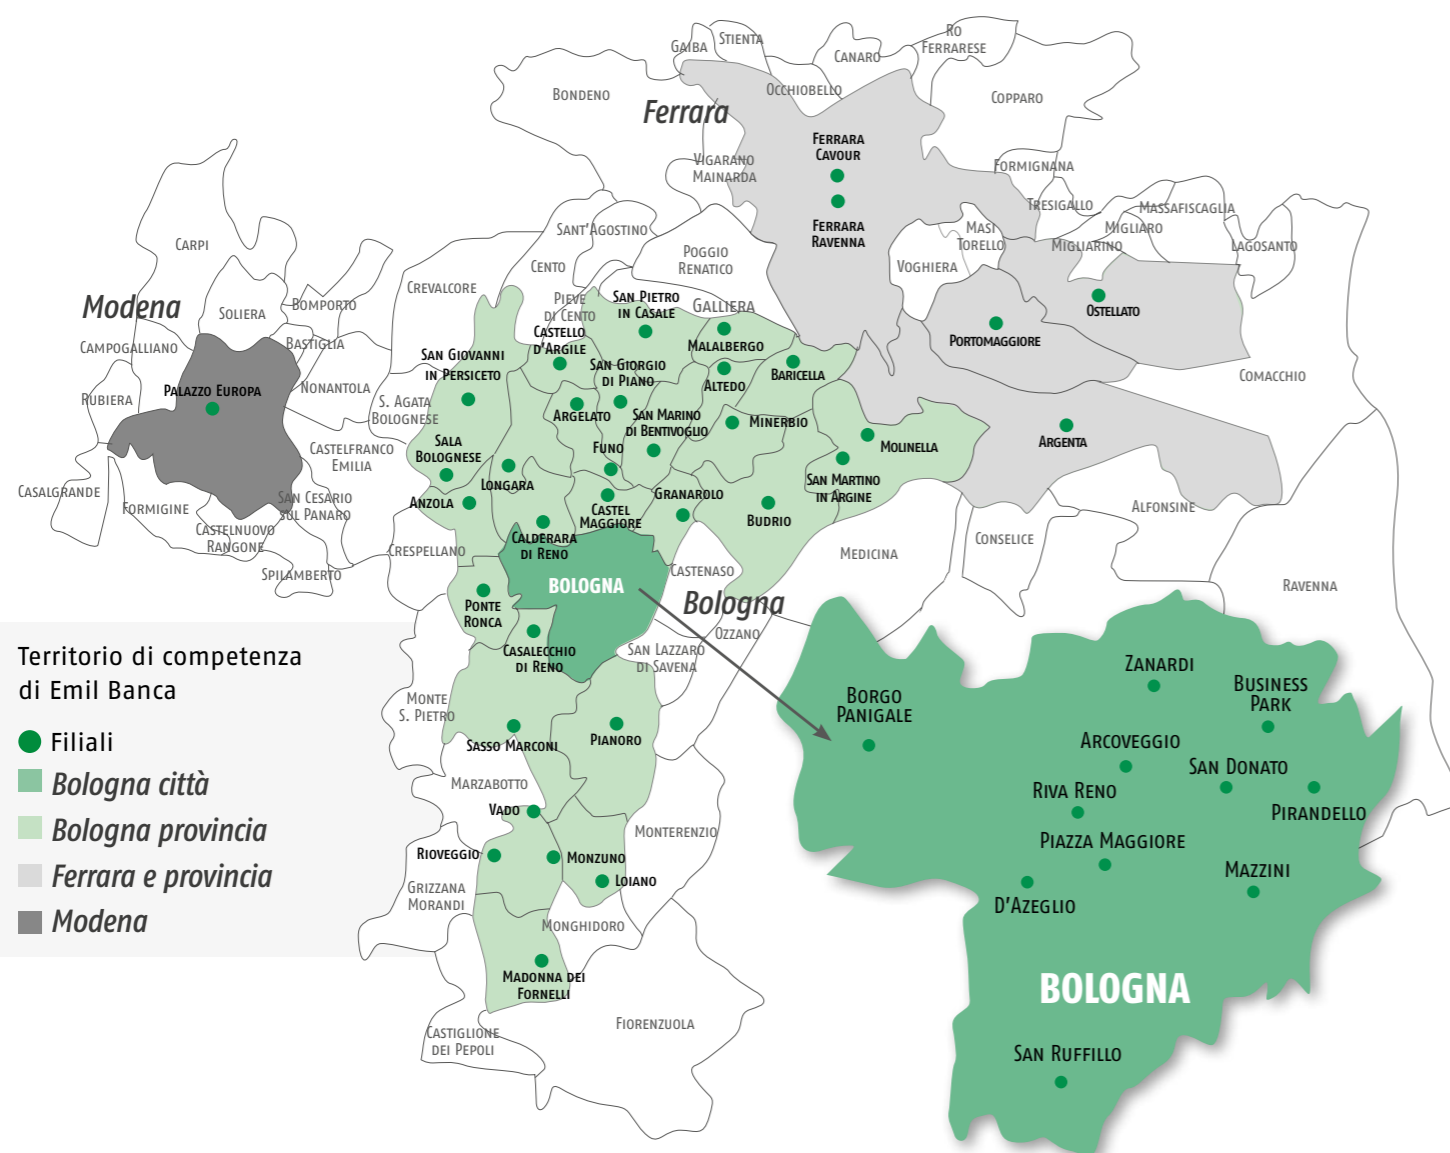 Gaiba
Stienta
Canaro
Ro
Ferrarese
Bondeno
Occhiobello
Copparo
Ferrara
Ferrara
Cavour
Vigarano
Mainarda
Formignana
Ferrara
Ravenna
Tresigallo
Massafiscaglia
Migliaro
Migliarino
Lagosanto
Masi
Torello
Voghiera
Sant'Agostino
Poggio
Renatico
Cento
Carpi
Crevalcore
Pieve
di Cento
San Pietro
in Casale
Galliera
Modena
Soliera
Bomporto
Ostellato
Portomaggiore
Campogalliano
Bastiglia
Castello
d'Argile
Malalbergo
San Giovanni
in Persiceto
San Giorgio
di Piano
Altedo
Baricella
Comacchio
Palazzo Europa
Nonantola
Rubiera
S. Agata
Bolognese
Argelato
San Marino
di Bentivoglio
Minerbio
Molinella
Argenta
Castelfranco
Emilia
Sala
Bolognese
Funo
Longara
San Martino
in Argine
Casalgrande
Formigine
San Cesario
sul Panaro
Anzola
Castel
Maggiore
Granarolo
Budrio
Alfonsine
Castelnuovo
Rangone
Crespellano
Calderara
di Reno
Medicina
Conselice
Spilamberto
BOLOGNA
Castenaso
Ravenna
Ponte
Ronca
Bologna
Ozzano
Casalecchio
di Reno
San Lazzaro
di Savena
Monte
S. Pietro
Sasso Marconi
Pianoro
Marzabotto
Vado
Monterenzio
Rioveggio
Monzuno
Loiano
Grizzana
Morandi
Monghidoro
Madonna dei
Fornelli
Fiorenzuola
Castiglione
dei Pepoli
Territorio di competenza
di Emil Banca
Filiali
Bologna città
Bologna provincia
Ferrara e provincia
Modena
Zanardi
Borgo
Panigale
Business
Park
Arcoveggio
San Donato
Riva Reno
Pirandello
Piazza Maggiore
Mazzini
D'Azeglio
BOLOGNA
San Ruffillo